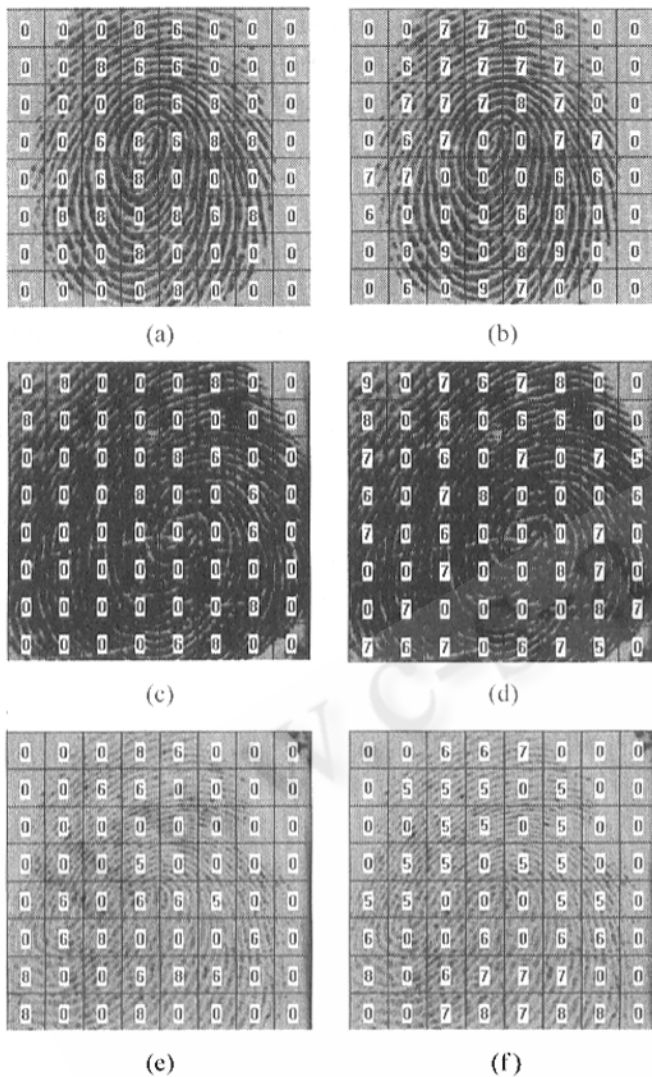 0 0 0 8 6 0 0 0
0 0 8 6 6 0 0 0
0 0 0 8 6 8 0 0
0 0 6 8 6 8 8 0
0 0 6 8 0 0 0 0
0 8 8 0 8 6 8 0
0 0 0 8 0 0 0 0
0 0 0 0 8 0 0 0
(a)
0 0 7 7 0 8 0 0
0 6 7 7 7 7 0 0
0 7 7 7 8 7 0 0
0 6 7 0 0 7 7 0
7 7 0 0 0 6 6 0
6 0 0 0 6 8 0 0
0 8 9 0 8 9 0 0
0 6 0 9 7 0 0 0
(b)
0 8 0 0 0 8 0 0
8 0 0 0 0 0 0 0
0 0 0 0 8 6 0 0
0 0 0 8 0 0 6 0
0 0 0 0 0 0 6 0
0 0 0 0 0 0 0 0
0 0 0 0 0 0 8 0
0 0 0 0 6 8 0 0
(c)
9 0 7 6 7 8 0 0
8 0 6 0 6 6 0 0
7 0 6 0 7 0 7 5
6 0 7 8 0 0 0 6
7 0 6 0 0 0 7 0
0 0 7 0 0 8 7 0
0 7 0 0 0 0 8 7
7 6 7 0 6 7 5 0
(d)
0 0 0 8 6 0 0 0
0 0 6 6 0 0 0 0
0 0 0 0 0 0 0 0
0 0 0 5 0 0 0 0
0 6 0 6 6 5 0 0
0 6 8 0 0 0 6 0
8 0 0 6 8 6 0 0
8 0 0 8 0 0 0 0
(e)
0 0 6 6 7 0 0 0
0 5 5 5 0 5 0 0
0 0 5 5 0 5 0 0
0 5 5 0 5 5 0 0
5 5 0 0 0 5 5 0
6 0 0 6 0 6 6 0
8 0 6 7 7 7 0 0
0 0 7 8 7 8 8 0
(f)